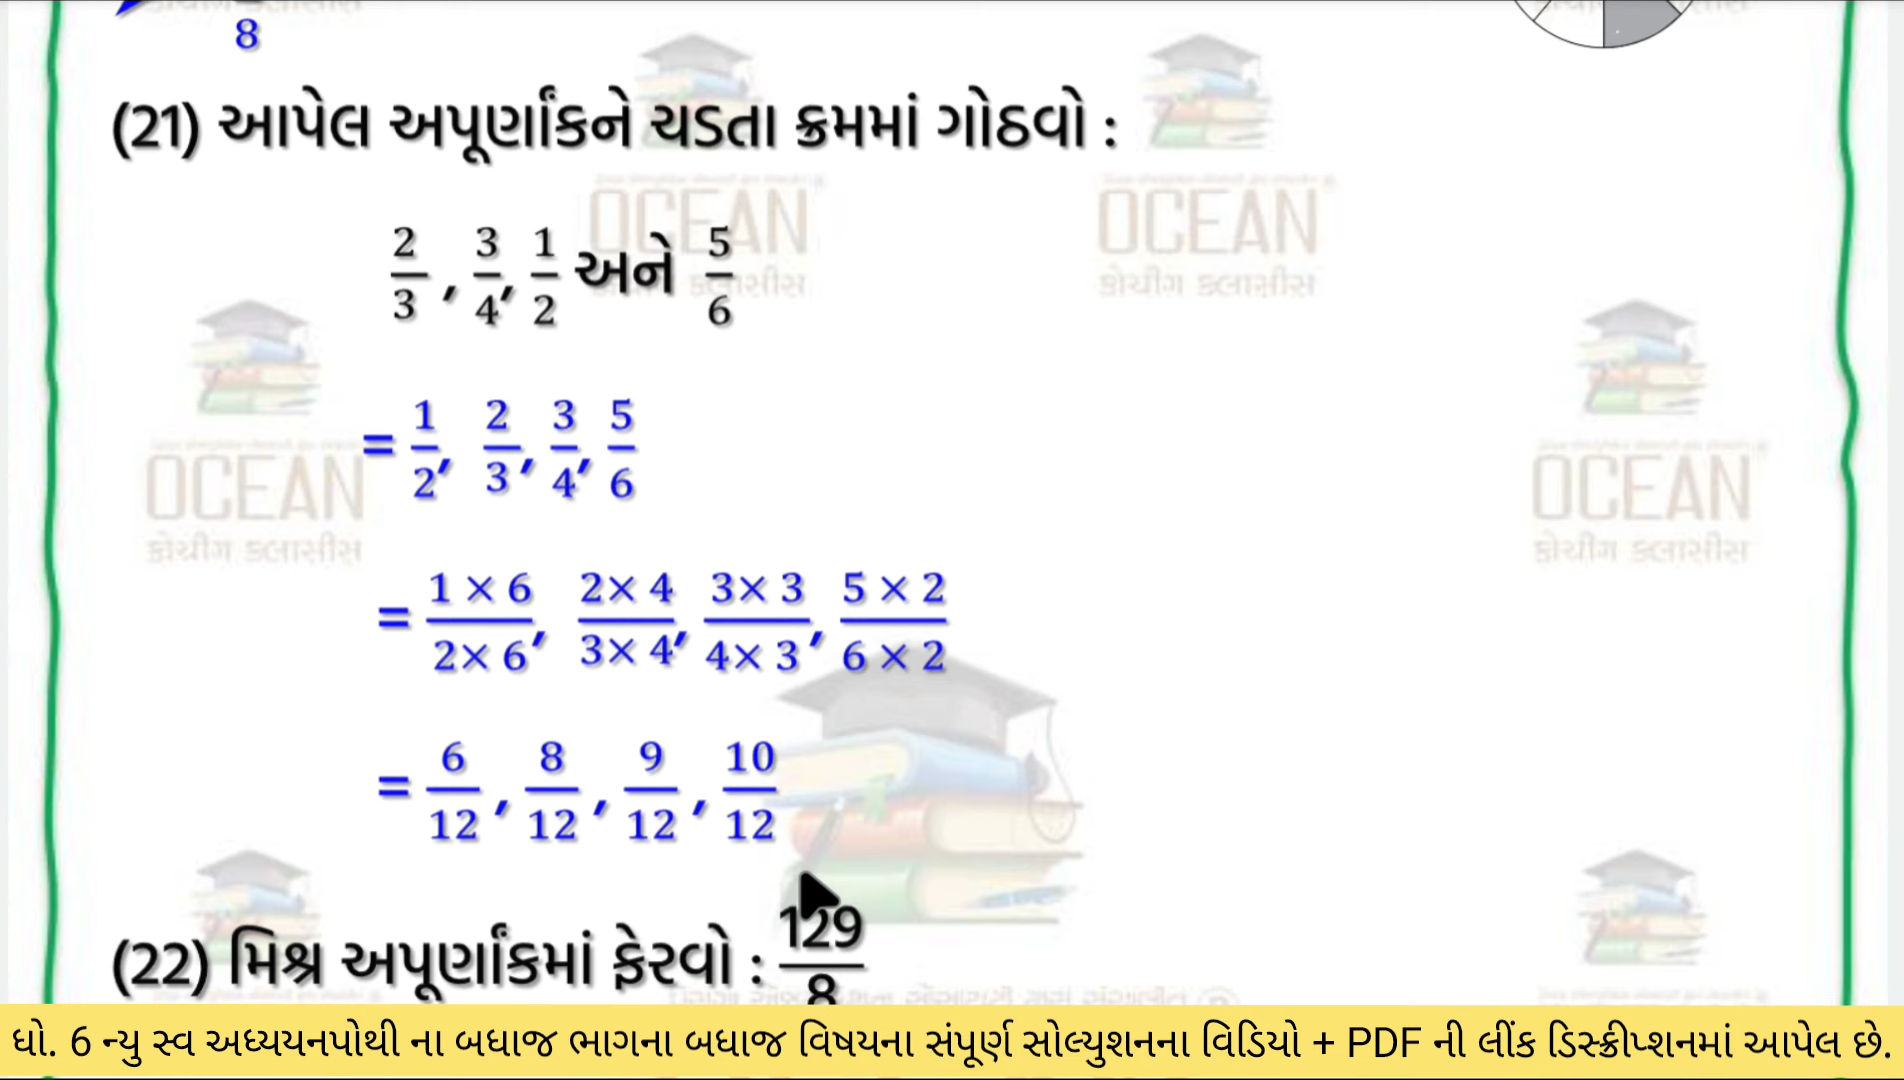 8
(21) આપેલ અપૂર્ણાંકને ચડતા ક્રમમાં ગોઠવો :
2/3 , 3/4, 1/2 અને 5/6
= 1/2, 2/3, 3/4, 5/6
= 1 × 6/2× 6, 2× 4/3× 4, 3× 3/4× 3, 5 × 2/6 × 2
= 6/12, 8/12, 9/12, 10/12
(22) મિશ્ર અપૂર્ણાંકમાં ફેરવો : 129/8
OCEAN
કોચીંગ ક્લાસીસ
OCEAN
કોચીંગ ક્લાસીસ
OCEAN
કોચીંગ ક્લાસીસ
OCEAN
કોચીંગ ક્લાસીસ
ધો. 6 ન્યુ સ્વ અધ્યયનપોથી ના બધાજ ભાગના બધાજ વિષયના સંપૂર્ણ સોલ્યુશનના વિડિયો + PDF ની લીંક ડિસ્ક્રીપ્શનમાં આપેલ છે.